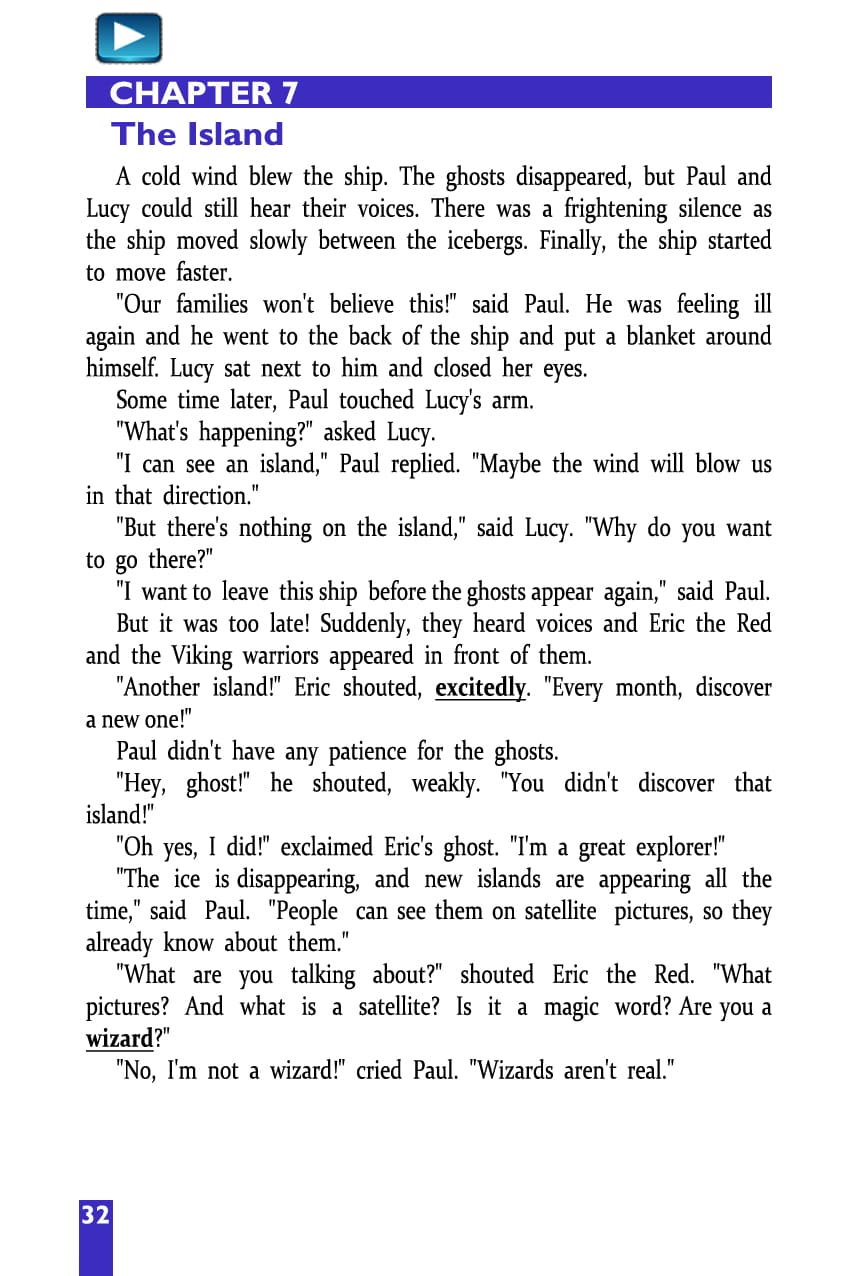 CHAPTER 7
The Island
A cold wind blew the ship. The ghosts disappeared, but Paul and
Lucy could still hear their voices. There was a frightening silence as
the ship moved slowly between the icebergs. Finally, the ship started
to move faster.
"Our families won't believe this!" said Paul. He was feeling ill
again and he went to the back of the ship and put a blanket around
himself. Lucy sat next to him and closed her eyes.
Some time later, Paul touched Lucy's arm.
"What's happening?" asked Lucy.
"I can see an island," Paul replied. "Maybe the wind will blow us
in that direction."
"But there's nothing on the island," said Lucy. "Why do you want
to go there?"
"I want to leave this ship before the ghosts appear again," said Paul.
But it was too late! Suddenly, they heard voices and Eric the Red
and the Viking warriors appeared in front of them.
"Another island!" Eric shouted, excitedly. "Every month, discover
a new one!"
Paul didn't have any patience for the ghosts.
"Hey, ghost!" he shouted, weakly. "You didn't discover that
island!"
"Oh yes, I did!" exclaimed Eric's ghost. "I'm a great explorer!"
"The ice is disappearing, and new islands are appearing all the
time," said Paul. "People can see them on satellite pictures, so they
already know about them."
"What are you talking about?" shouted Eric the Red. "What
pictures? And what is a satellite? Is it a magic word? Are you a
wizard?"
"No, I'm not a wizard!" cried Paul. "Wizards aren't real."
32